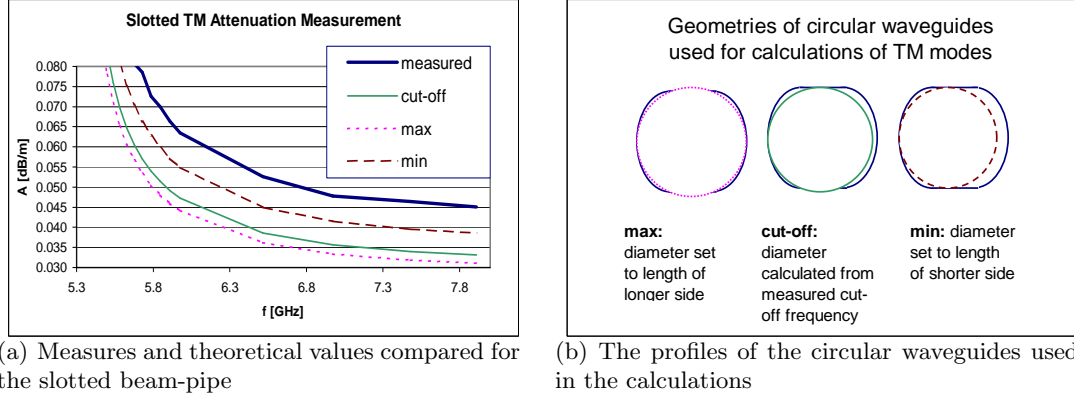 Slotted TM Attenuation Measurement
A [dB/m]
0.080
0.075
0.070
0.065
0.060
0.055
0.050
0.045
0.040
0.035
0.030
measured
cut-off
max
min
5.3 5.8 6.3 6.8 7.3 7.8
f [GHz]
(a) Measures and theoretical values compared for
the slotted beam-pipe
Geometries of circular waveguides
used for calculations of TM modes
max:
diameter set
to length of
longer side
cut-off:
diameter
calculated from
measured cut-
off frequency
min: diameter
set to length
of shorter side
(b) The profiles of the circular waveguides used
in the calculations